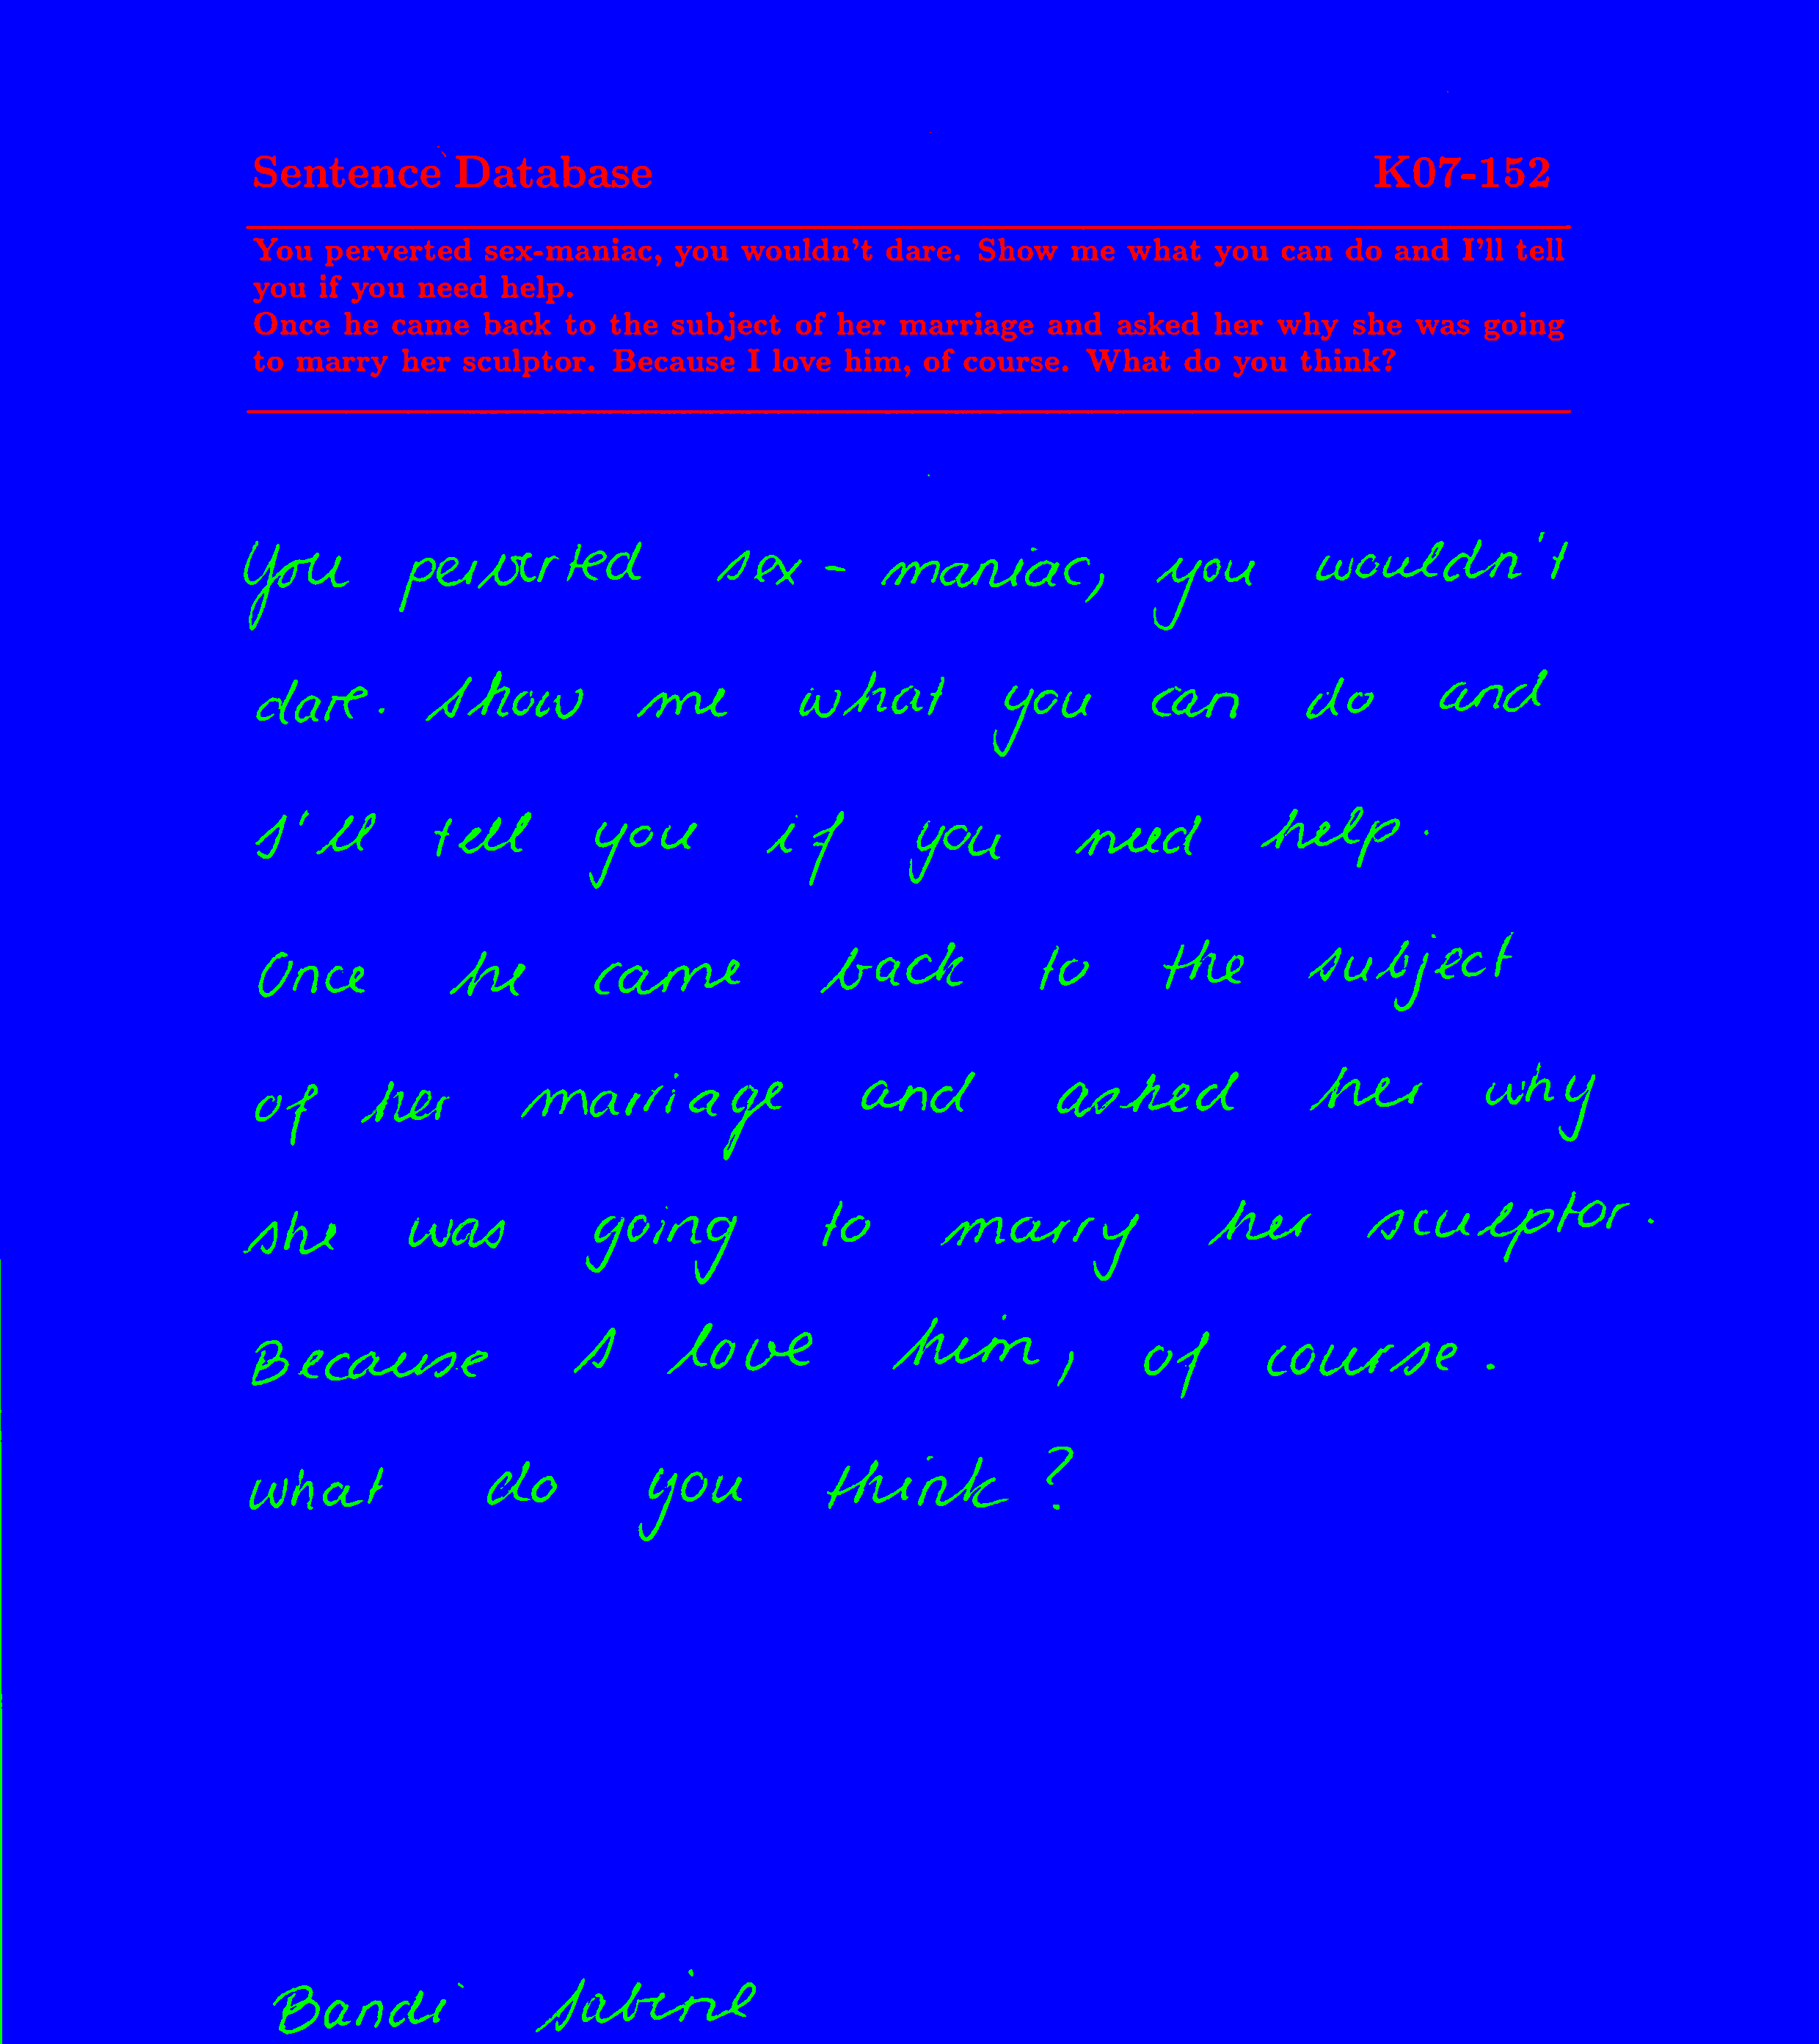 Sentence Database K07-152
You perverted sex-maniac, you wouldn't dare. Show me what you can do and I'll tell
you if you need help.
Once he came back to the subject of her marriage and asked her why she was going
to marry her sculptor. Because I love him, of course. What do you think?
You perverted sex-maniac, you wouldn't
dare. Show me what you can do and
I'll tell you if you need help.
Once he came back to the subject
of her marriage and asked her why
she was going to marry her sculptor.
Because I love him, of course.
what do you think?
Bandi Sabine